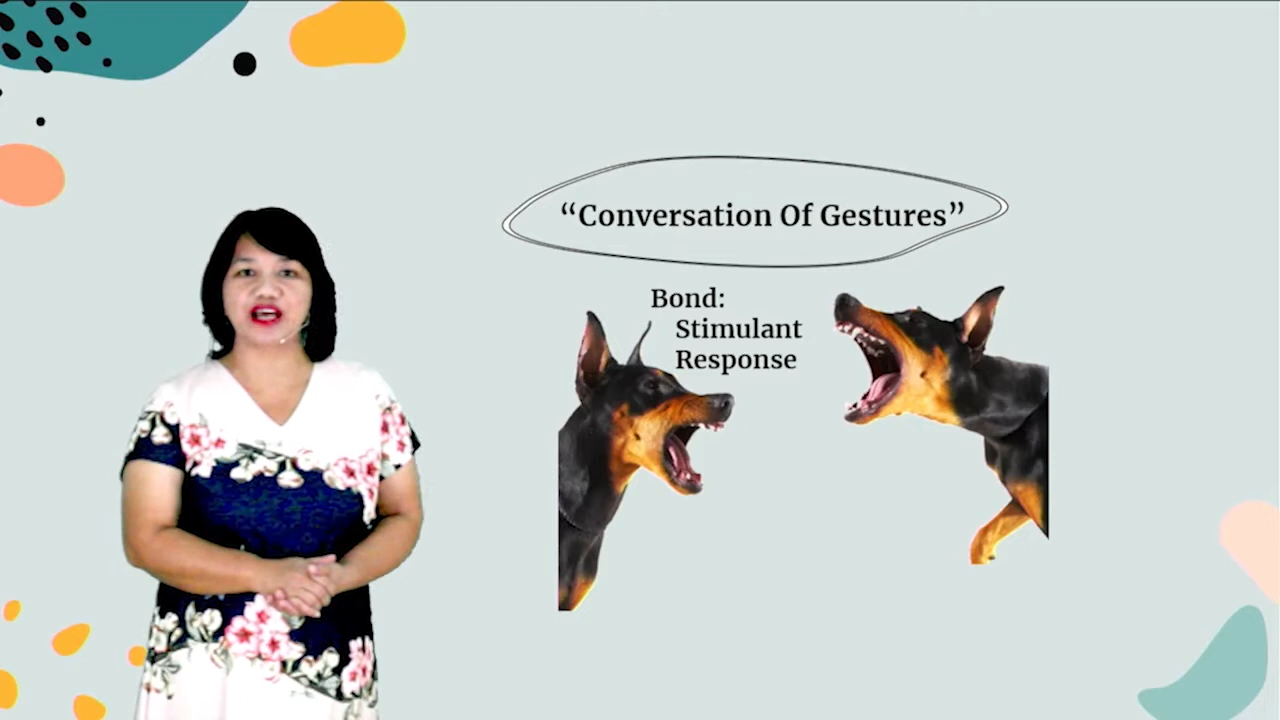 “Conversation Of Gestures”
Bond:
Stimulant
Response